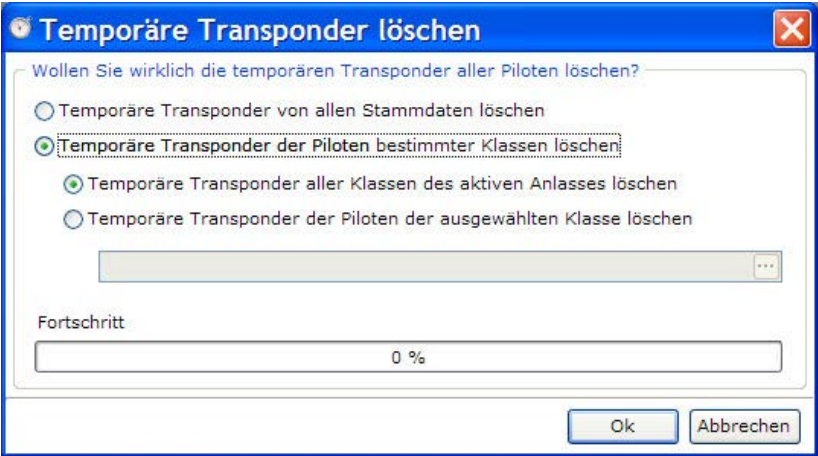 Temporäre Transponder löschen
Wollen Sie wirklich die temporären Transponder aller Piloten löschen?
Temporäre Transponder von allen Stammdaten löschen
Temporäre Transponder der Piloten bestimmter Klassen löschen
Temporäre Transponder aller Klassen des aktiven Anlasses löschen
Temporäre Transponder der Piloten der ausgewählten Klasse löschen
...
Fortschritt
0 %
Ok Abbrechen